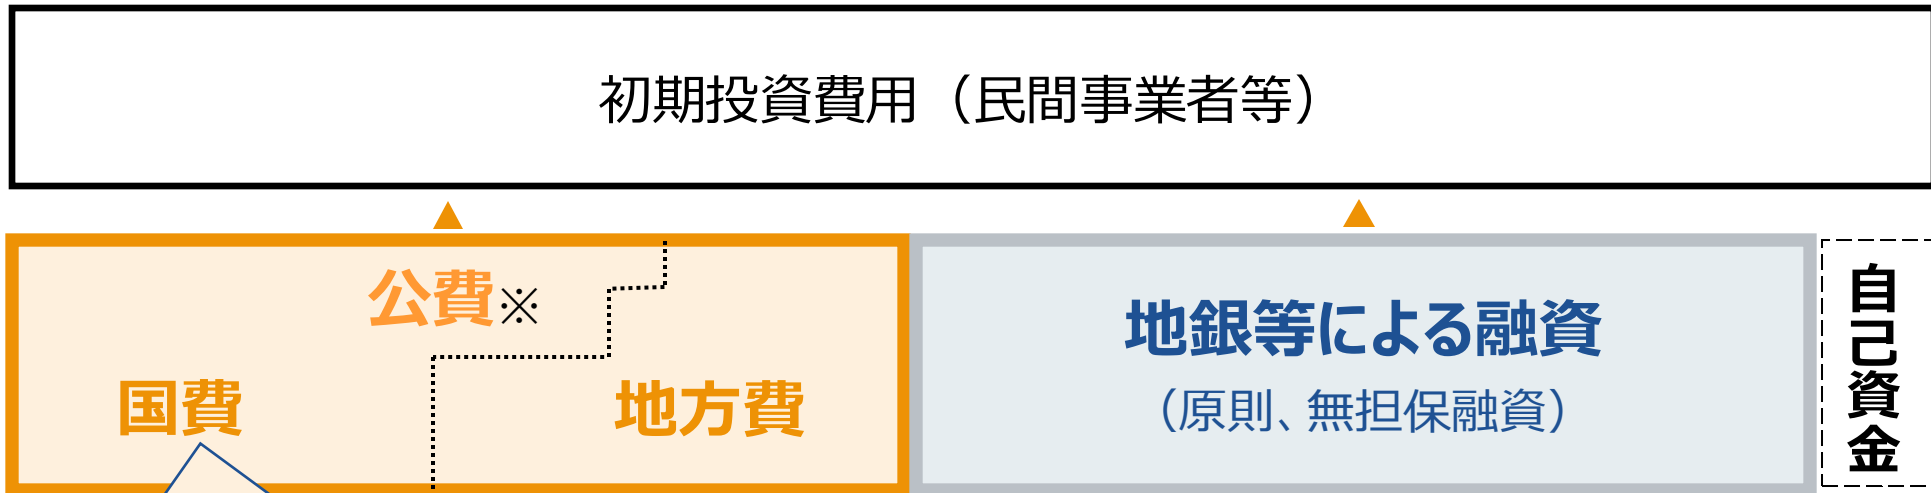 初期投資費用（民間事業者等）
公費※
国費
地方費
地銀等による融資
（原則、無担保融資）
自己資金